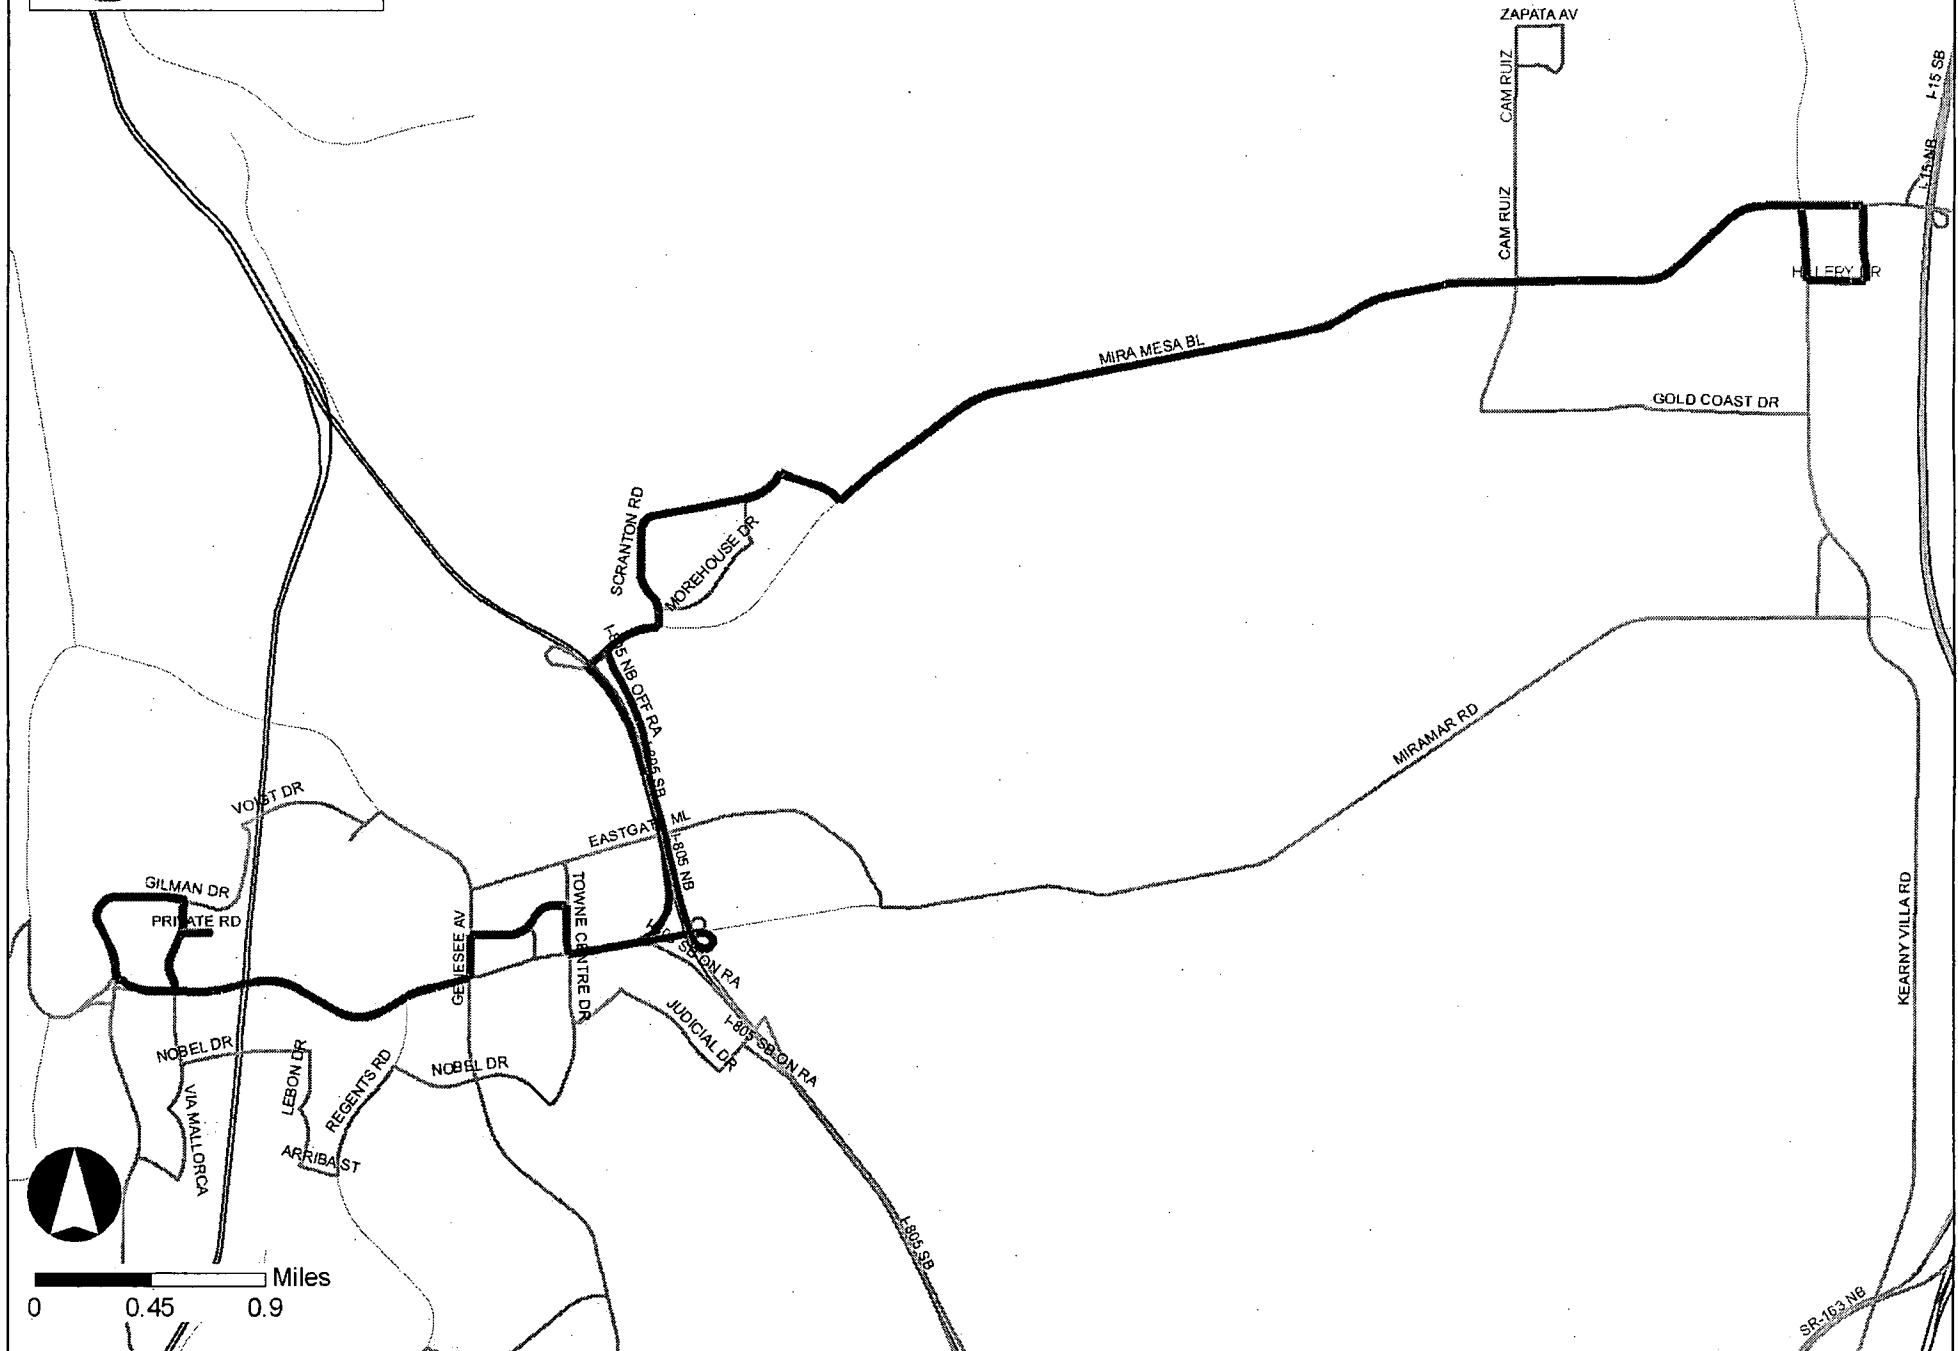 ZAPATA AV
CAM RUIZ
I-15 SB
I-15 NB
CAM RUIZ
HILLERY DR
MIRA MESA BL
GOLD COAST DR
SCRANTON RD
MOREHOUSE DR
I-805 NB OFF RA
I-805 SB
MIRAMAR RD
VOIGT DR
EASTGATE ML
I-805 NB
GILMAN DR
PRIVATE RD
GENESEE AV
TOWNE CENTRE DR
SB ON RA
KEARNY VILLA RD
JUDICIAL DR
I-805 SB ON RA
NOBEL DR
LEBON DR
REGENTS RD
NOBEL DR
VIA MALLORCA
ARRIBA ST
I-805 SB
Miles
0 0.45 0.9
SR-163 NB